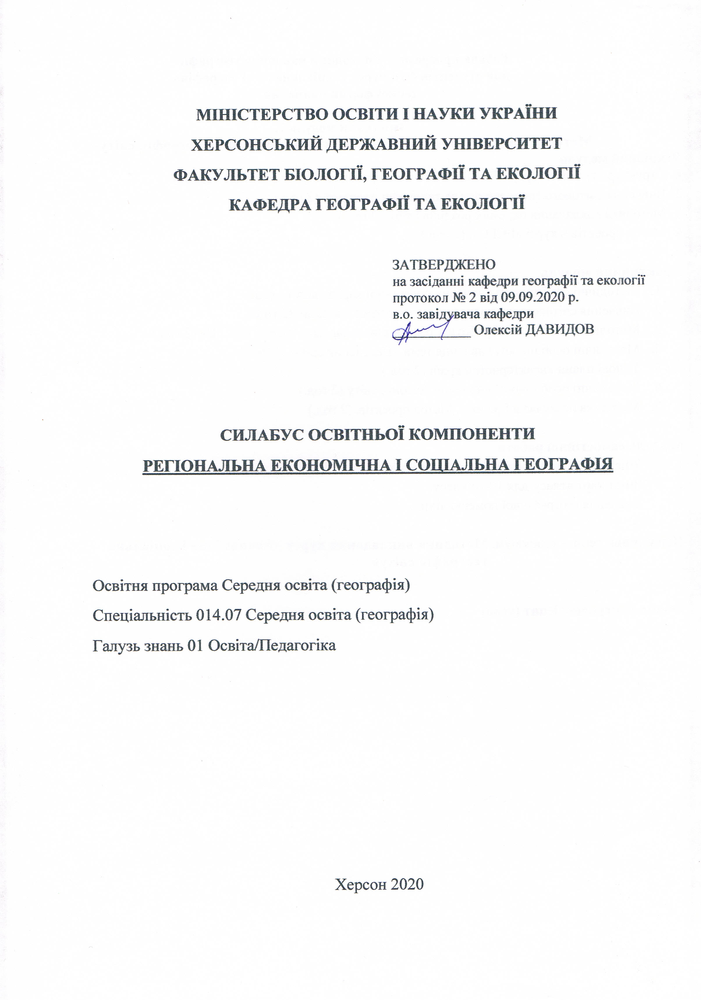 МІНІСТЕРСТВО ОСВІТИ І НАУКИ УКРАЇНИ
ХЕРСОНСЬКИЙ ДЕРЖАВНИЙ УНІВЕРСИТЕТ
ФАКУЛЬТЕТ БІОЛОГІЇ, ГЕОГРАФІЇ ТА ЕКОЛОГІЇ
КАФЕДРА ГЕОГРАФІЇ ТА ЕКОЛОГІЇ
ЗАТВЕРДЖЕНО
на засіданні кафедри географії та екології
протокол № 2 від 09.09.2020 р.
в.о. завідувача кафедри
Олексій ДАВИДОВ
СИЛАБУС ОСВІТНЬОЇ КОМПОНЕНТИ
РЕГІОНАЛЬНА ЕКОНОМІЧНА І СОЦІАЛЬНА ГЕОГРАФІЯ
Освітня програма Середня освіта (географія)
Спеціальність 014.07 Середня освіта (географія)
Галузь знань 01 Освіта/Педагогіка
Херсон 2020